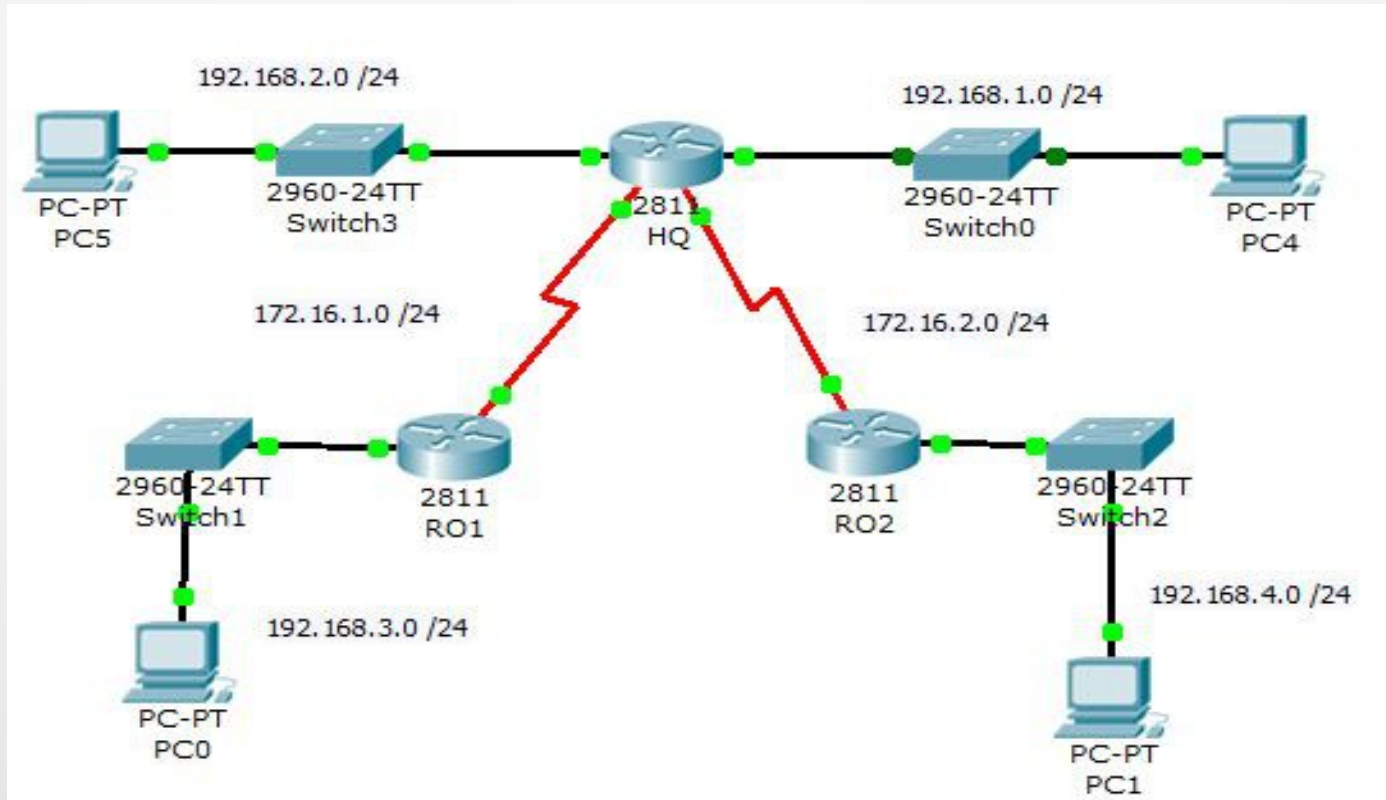 192.168.2.0 /24
192.168.1.0 /24
PC-PT
PC5
2960-24TT
Switch3
2811
HQ
2960-24TT
Switch0
PC-PT
PC4
172.16.1.0 /24
172.16.2.0 /24
2960-24TT
Switch1
2811
RO1
2811
RO2
2960-24TT
Switch2
192.168.3.0 /24
192.168.4.0 /24
PC-PT
PC0
PC-PT
PC1